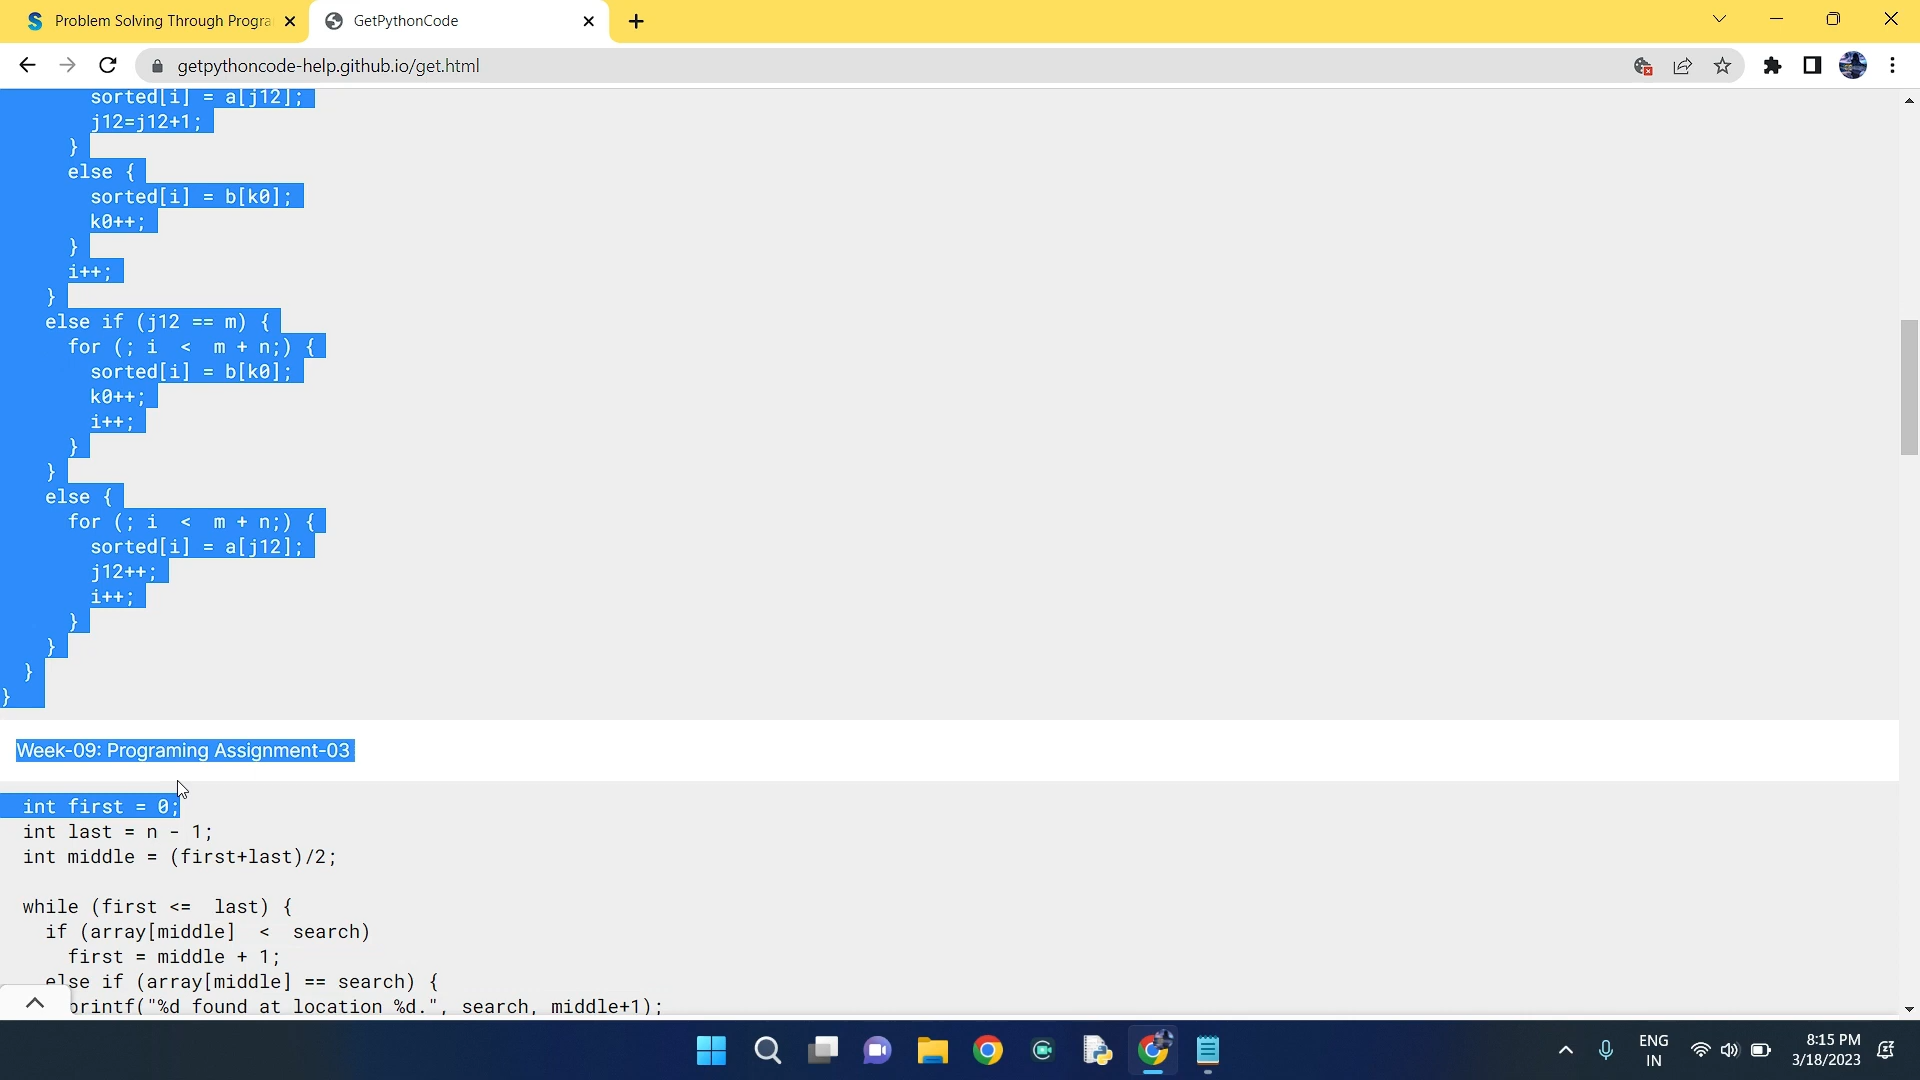 Problem Solving Through Progra
GetPythonCode
getpythoncode-help.github.io/get.html
sorted[i] = a[j12];
j12=j12+1;
}
else {
sorted[i] = b[k0];
k0++;
}
i++;
}
else if (j12 == m) {
for (; i < m + n;) {
sorted[i] = b[k0];
k0++;
i++;
}
}
else {
for (; i < m + n;) {
sorted[i] = a[j12];
j12++;
i++;
}
}
}
}
Week-09: Programing Assignment-03
int first = 0;
int last = n - 1;
int middle = (first+last)/2;
while (first <= last) {
if (array[middle] < search)
first = middle + 1;
else if (array[middle] == search) {
printf("%d found at location %d.", search, middle+1);
ENG
IN
8:15 PM
3/18/2023